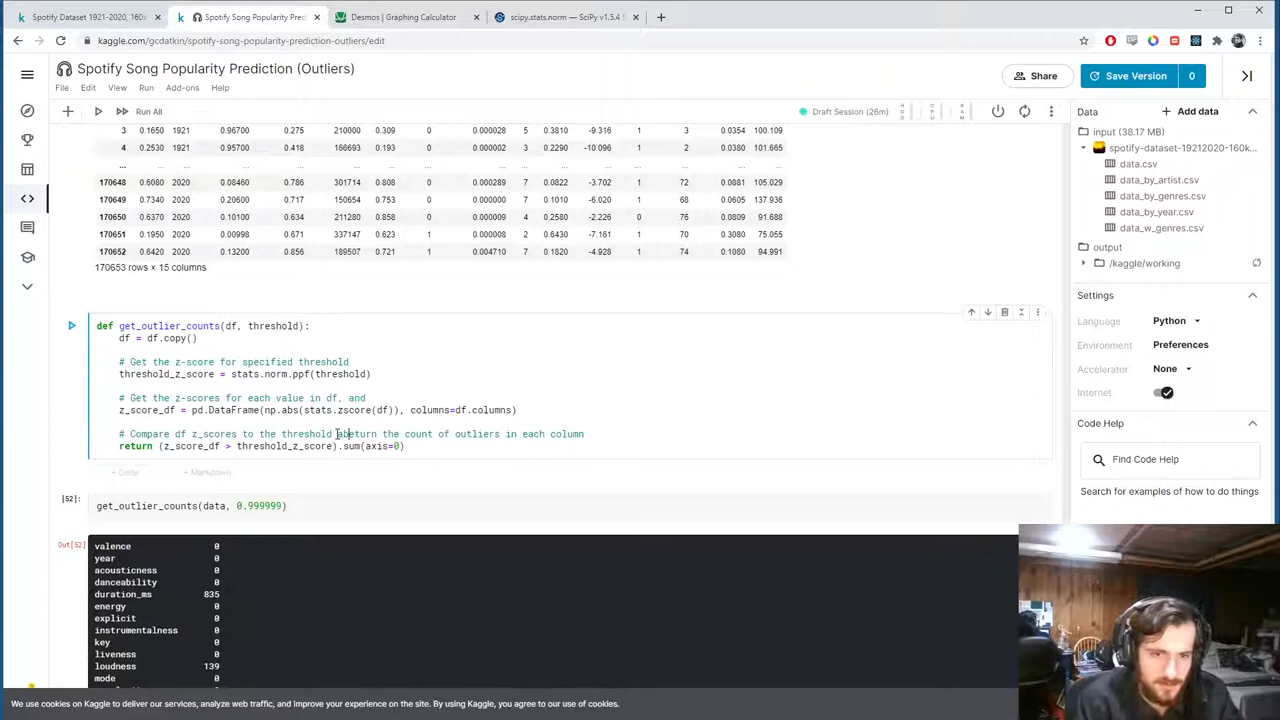 Spotify Dataset 1921-2020, 160k
Spotify Song Popularity Predi
Desmos | Graphing Calculator
scipy.stats.norm — SciPy v1.5.4
kaggle.com/gcdatkin/spotify-song-popularity-prediction-outliers/edit
Spotify Song Popularity Prediction (Outliers)
File Edit View Run Add-ons Help
Share
Save Version 0
Run All
Draft Session (26m)
3 0.1650 1921 0.96700 0.275 210000 0.309 0 0.000028 5 0.3810 -9.316 1 3 0.0354 100.109
4 0.2530 1921 0.95700 0.418 166693 0.193 0 0.000002 3 0.2290 -10.096 1 2 0.0380 101.665
... ... ... ... ... ... ... ... ... ... ... ... ... ... ... ...
170648 0.6080 2020 0.08460 0.786 301714 0.808 0 0.000289 7 0.0822 -3.702 1 72 0.0881 105.029
170649 0.7340 2020 0.20600 0.717 150654 0.753 0 0.000000 7 0.1010 -6.020 1 68 0.0605 137.936
170650 0.6370 2020 0.10100 0.634 211280 0.858 0 0.000009 4 0.2580 -2.226 0 76 0.0809 91.688
170651 0.1950 2020 0.00998 0.671 337147 0.623 1 0.000008 2 0.6430 -7.161 1 70 0.3080 75.055
170652 0.6420 2020 0.13200 0.856 189507 0.721 1 0.004710 7 0.1820 -4.928 1 74 0.1080 94.991
170653 rows × 15 columns
def get_outlier_counts(df, threshold):
df = df.copy()
# Get the z-score for specified threshold
threshold_z_score = stats.norm.ppf(threshold)
# Get the z-scores for each value in df, and
z_score_df = pd.DataFrame(np.abs(stats.zscore(df)), columns=df.columns)
# Compare df z_scores to the threshold abeturn the count of outliers in each column
return (z_score_df > threshold_z_score).sum(axis=0)
+ Code + Markdown
[52]:
get_outlier_counts(data, 0.999999)
Out[52]
valence 0
year 0
acousticness 0
danceability 0
duration_ms 835
energy 0
explicit 0
instrumentalness 0
key 0
liveness 0
loudness 139
mode 0
Data
+ Add data
input (38.17 MB)
spotify-dataset-19212020-160k...
data.csv
data_by_artist.csv
data_by_genres.csv
data_by_year.csv
data_w_genres.csv
output
/kaggle/working
Settings
Language Python
Environment Preferences
Accelerator None
Internet
Code Help
Find Code Help
Search for examples of how to do things
We use cookies on Kaggle to deliver our services, analyze web traffic, and improve your experience on the site. By using Kaggle, you agree to our use of cookies.